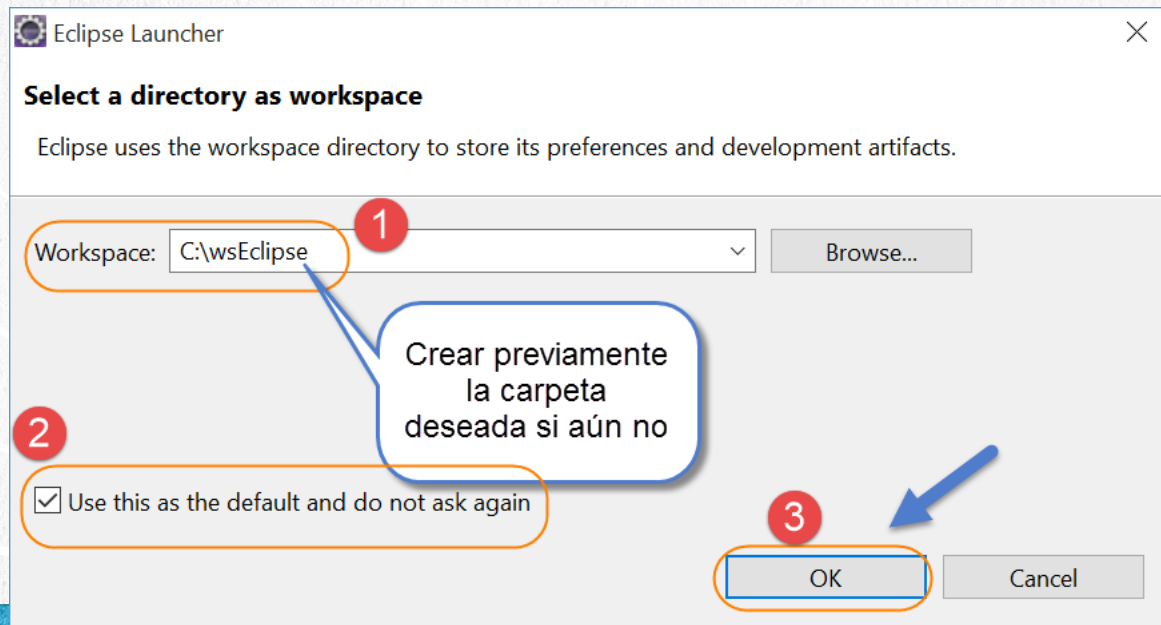 Eclipse Launcher
Select a directory as workspace
Eclipse uses the workspace directory to store its preferences and development artifacts.
1
Workspace: C:\wsEclipse Browse...
Crear previamente
la carpeta
deseada si aún no
2
Use this as the default and do not ask again
3
OK Cancel